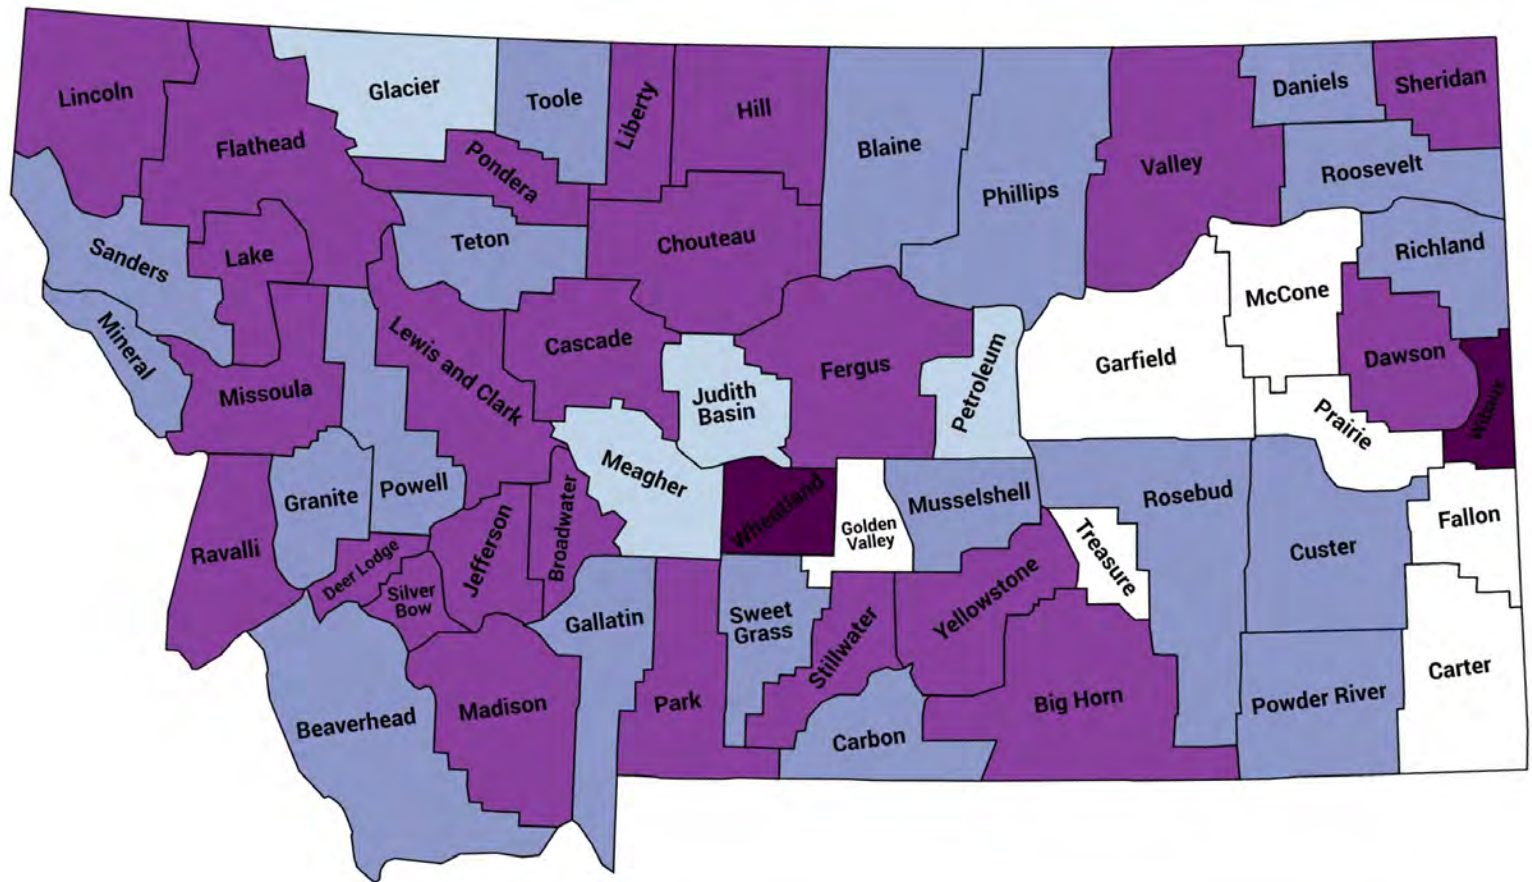 Lincoln
Flathead
Glacier
Toole
Liberty
Hill
Blaine
Phillips
Valley
Daniels
Sheridan
Roosevelt
Pondera
Sanders
Lake
Teton
Chouteau
Richland
McCone
Mineral
Missoula
Lewis and Clark
Cascade
Judith
Basin
Fergus
Petroleum
Garfield
Dawson
Wibaux
Prairie
Meagher
Granite
Powell
Wheatland
Golden
Valley
Musselshell
Rosebud
Custer
Fallon
Treasure
Ravalli
Deer Lodge
Silver
Bow
Jefferson
Broadwater
Gallatin
Sweet
Grass
Stillwater
Yellowstone
Beaverhead
Madison
Park
Carbon
Big Horn
Powder River
Carter